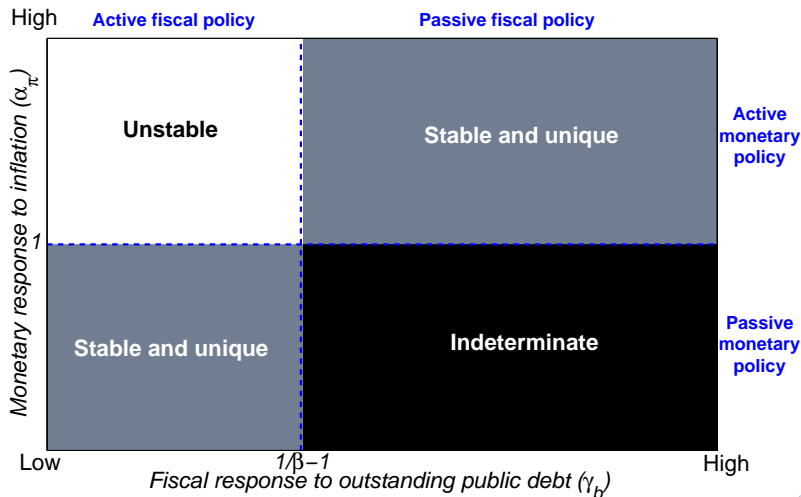 High
Active fiscal policy
Passive fiscal policy
Monetary response to inflation (α_π)
Unstable
Stable and unique
Active
monetary
policy
1
Stable and unique
Indeterminate
Passive
monetary
policy
Low
1/β−1
High
Fiscal response to outstanding public debt (γ_b)